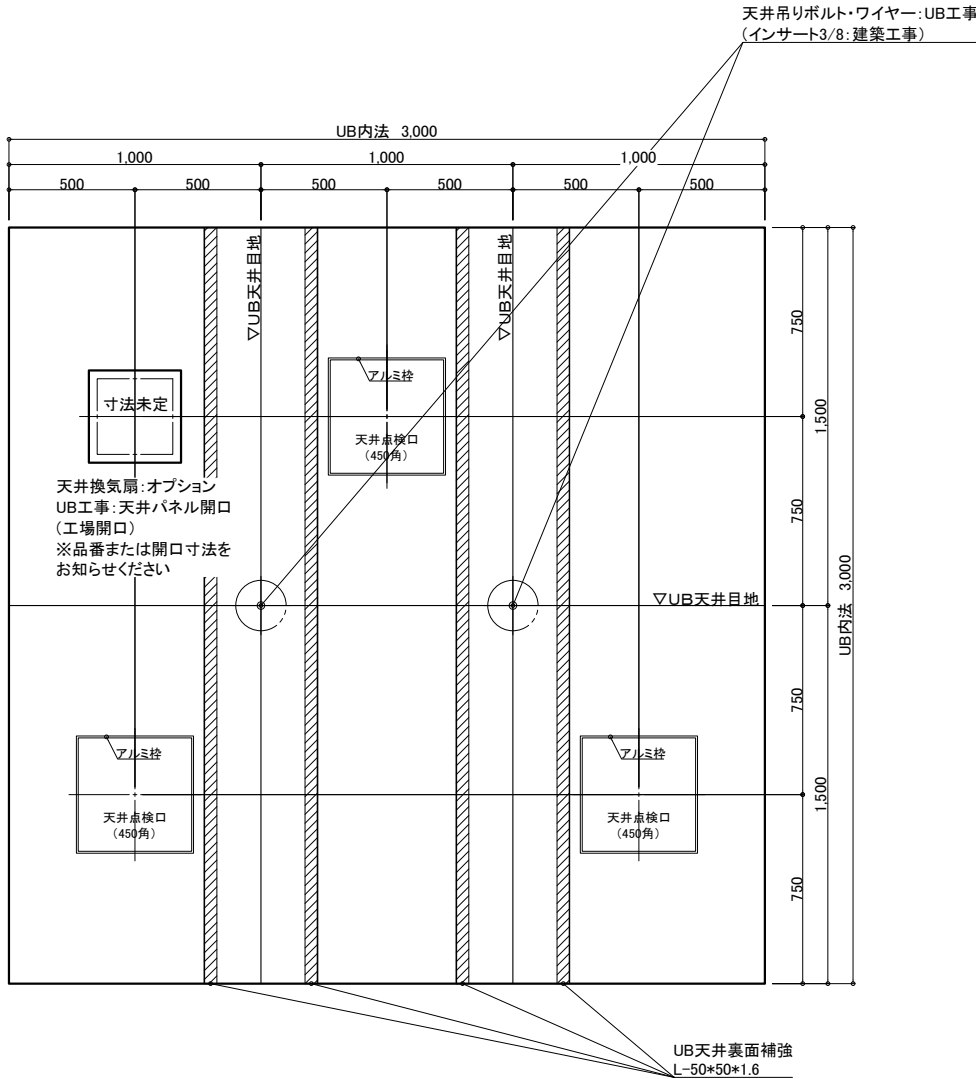 天井吊りボルト・ワイヤー:UB工事
(インサート3/8:建築工事)
UB内法 3,000
1,000
1,000
1,000
500
500
500
500
500
500
▽UB天井目地
▽UB天井目地
750
アルミ枠
寸法未定
1,500
天井点検口
(450角)
天井換気扇:オプション
UB工事:天井パネル開口
(工場開口)
※品番または開口寸法を
お知らせください
750
▽UB天井目地
UB内法 3,000
750
アルミ枠
アルミ枠
1,500
天井点検口
(450角)
天井点検口
(450角)
750
UB天井裏面補強
L-50*50*1.6